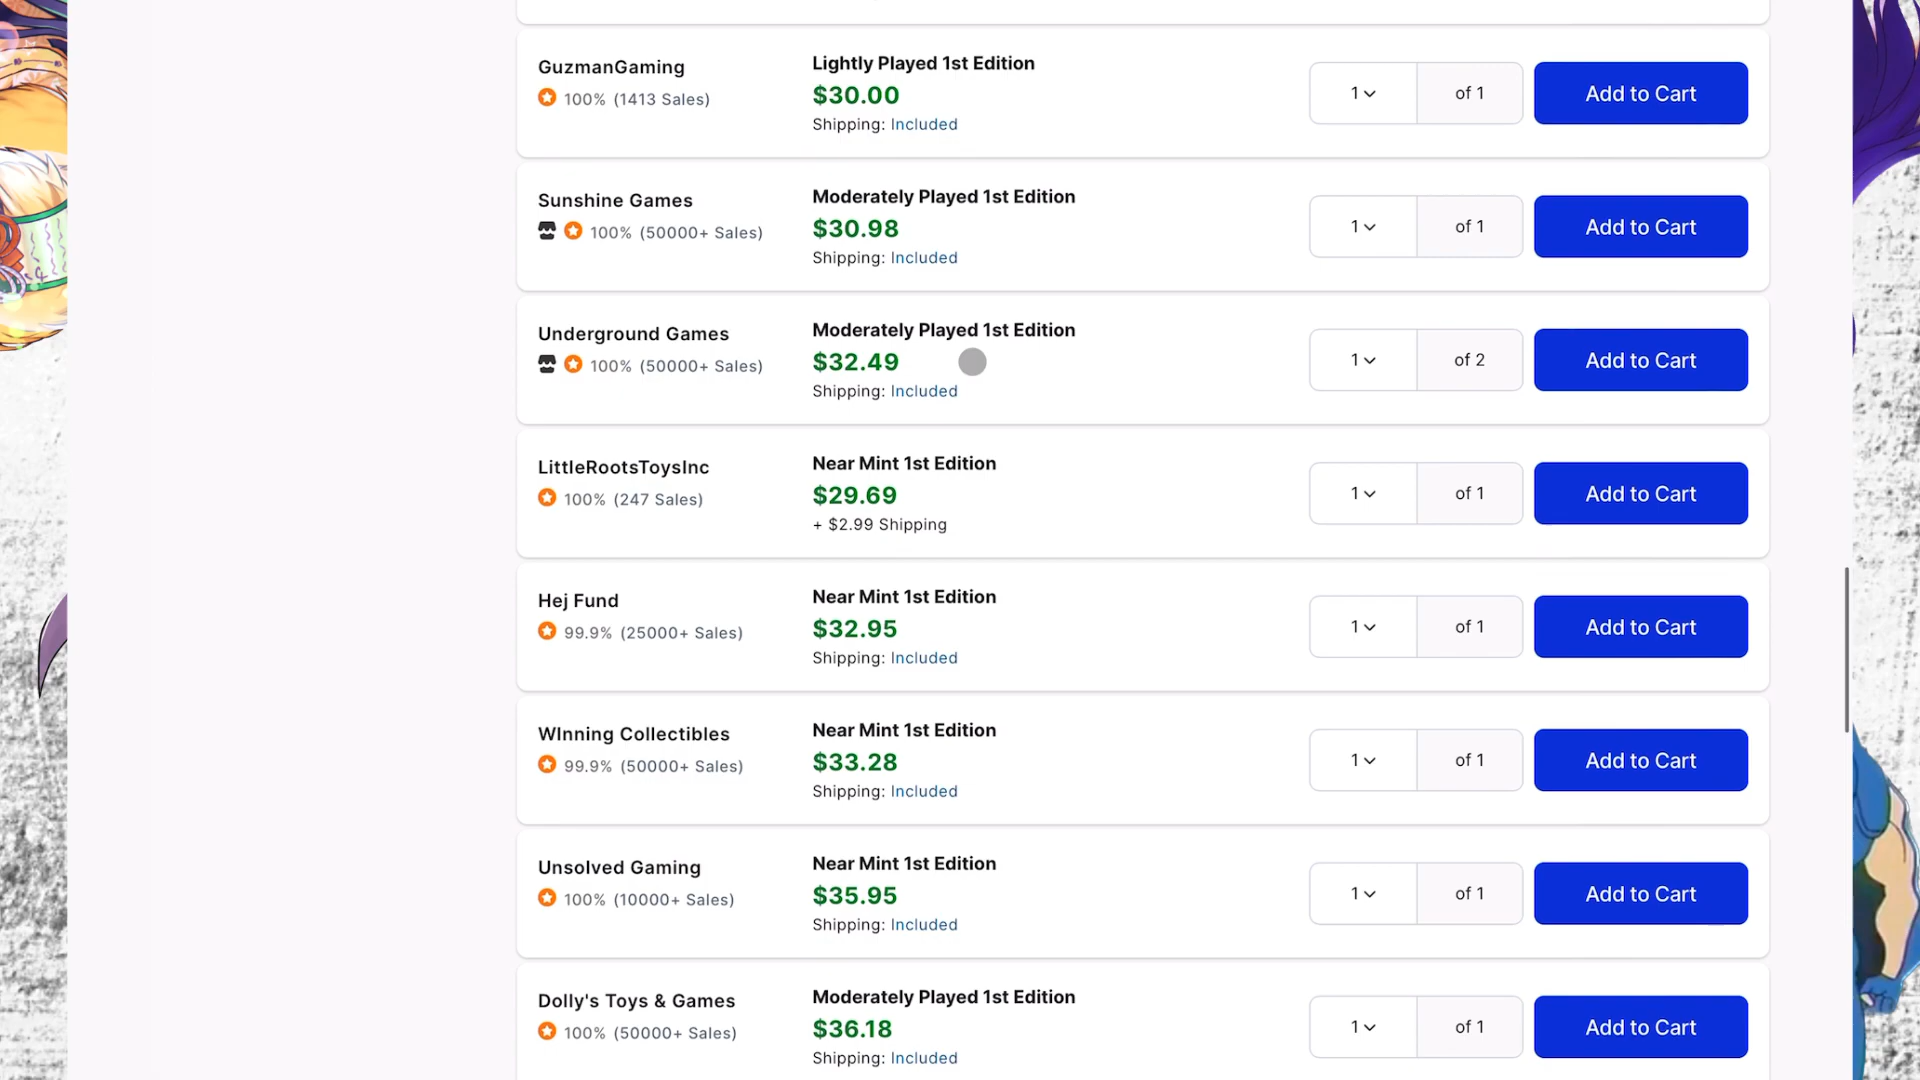 GuzmanGaming
100% (1413 Sales)
Lightly Played 1st Edition
$30.00
Shipping: Included
1
of 1
Add to Cart
Sunshine Games
100% (50000+ Sales)
Moderately Played 1st Edition
$30.98
Shipping: Included
1
of 1
Add to Cart
Underground Games
100% (50000+ Sales)
Moderately Played 1st Edition
$32.49
Shipping: Included
1
of 2
Add to Cart
LittleRootsToysInc
100% (247 Sales)
Near Mint 1st Edition
$29.69
+ $2.99 Shipping
1
of 1
Add to Cart
Hej Fund
99.9% (25000+ Sales)
Near Mint 1st Edition
$32.95
Shipping: Included
1
of 1
Add to Cart
WInning Collectibles
99.9% (50000+ Sales)
Near Mint 1st Edition
$33.28
Shipping: Included
1
of 1
Add to Cart
Unsolved Gaming
100% (10000+ Sales)
Near Mint 1st Edition
$35.95
Shipping: Included
1
of 1
Add to Cart
Dolly's Toys & Games
100% (50000+ Sales)
Moderately Played 1st Edition
$36.18
Shipping: Included
1
of 1
Add to Cart